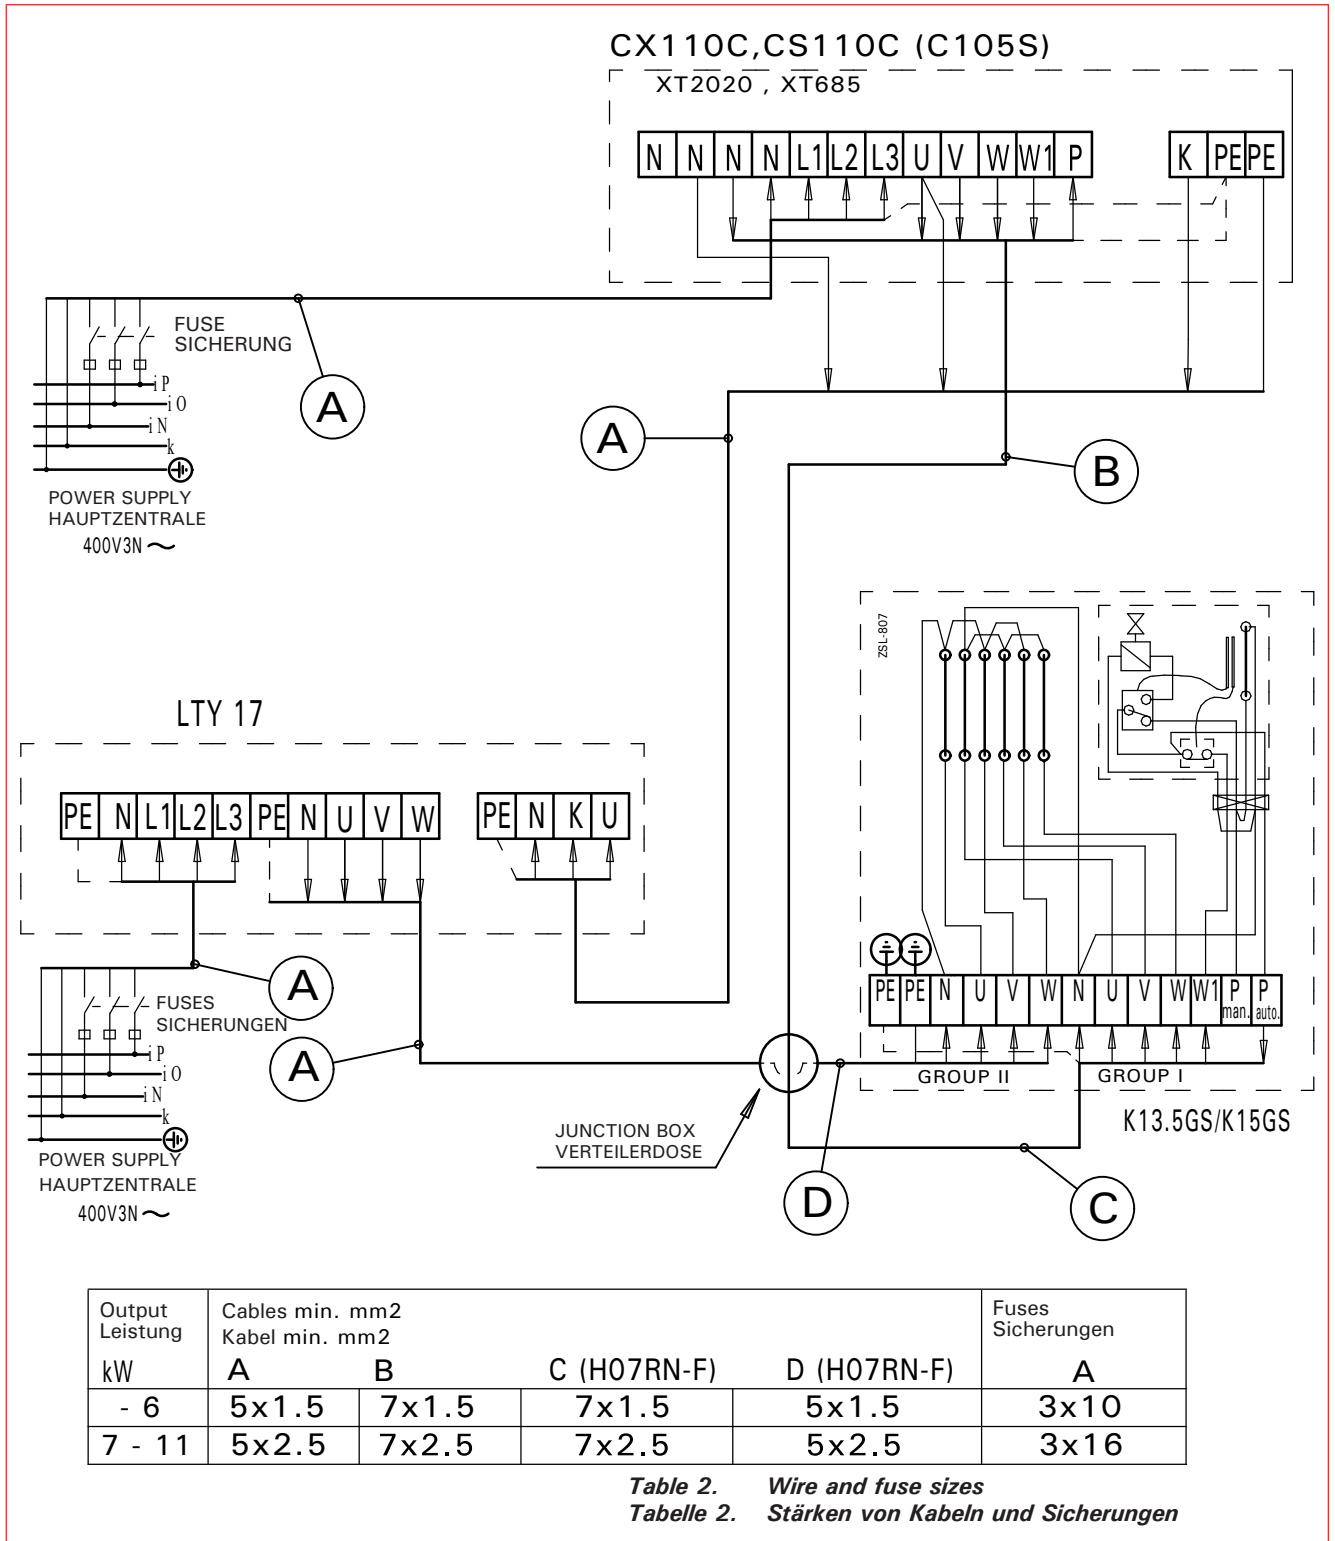 CX110C,CS110C (C105S)
XT2020 , XT685
N N N N L1 L2 L3 U V W W1 P K PE PE
FUSE
SICHERUNG
A
iP
iO
iN
k
POWER SUPPLY
HAUPTZENTRALE
400V3N ~
A
B
ZSL-807
LTY 17
PE N L1 L2 L3 PE N U V W PE N K U
A
FUSES
SICHERUNGEN
A
iP
iO
iN
k
POWER SUPPLY
HAUPTZENTRALE
400V3N ~
PE PE N U V W N U V W W1 P man. P auto.
GROUP II GROUP I
K13.5GS/K15GS
JUNCTION BOX
VERTEILERDOSE
D
C
Output Cables min. mm2 Fuses
Leistung Kabel min. mm2 Sicherungen
kW A B C (H07RN-F) D (H07RN-F) A
- 6 5x1.5 7x1.5 7x1.5 5x1.5 3x10
7 - 11 5x2.5 7x2.5 7x2.5 5x2.5 3x16
Table 2. Wire and fuse sizes
Tabelle 2. Stärken von Kabeln und Sicherungen